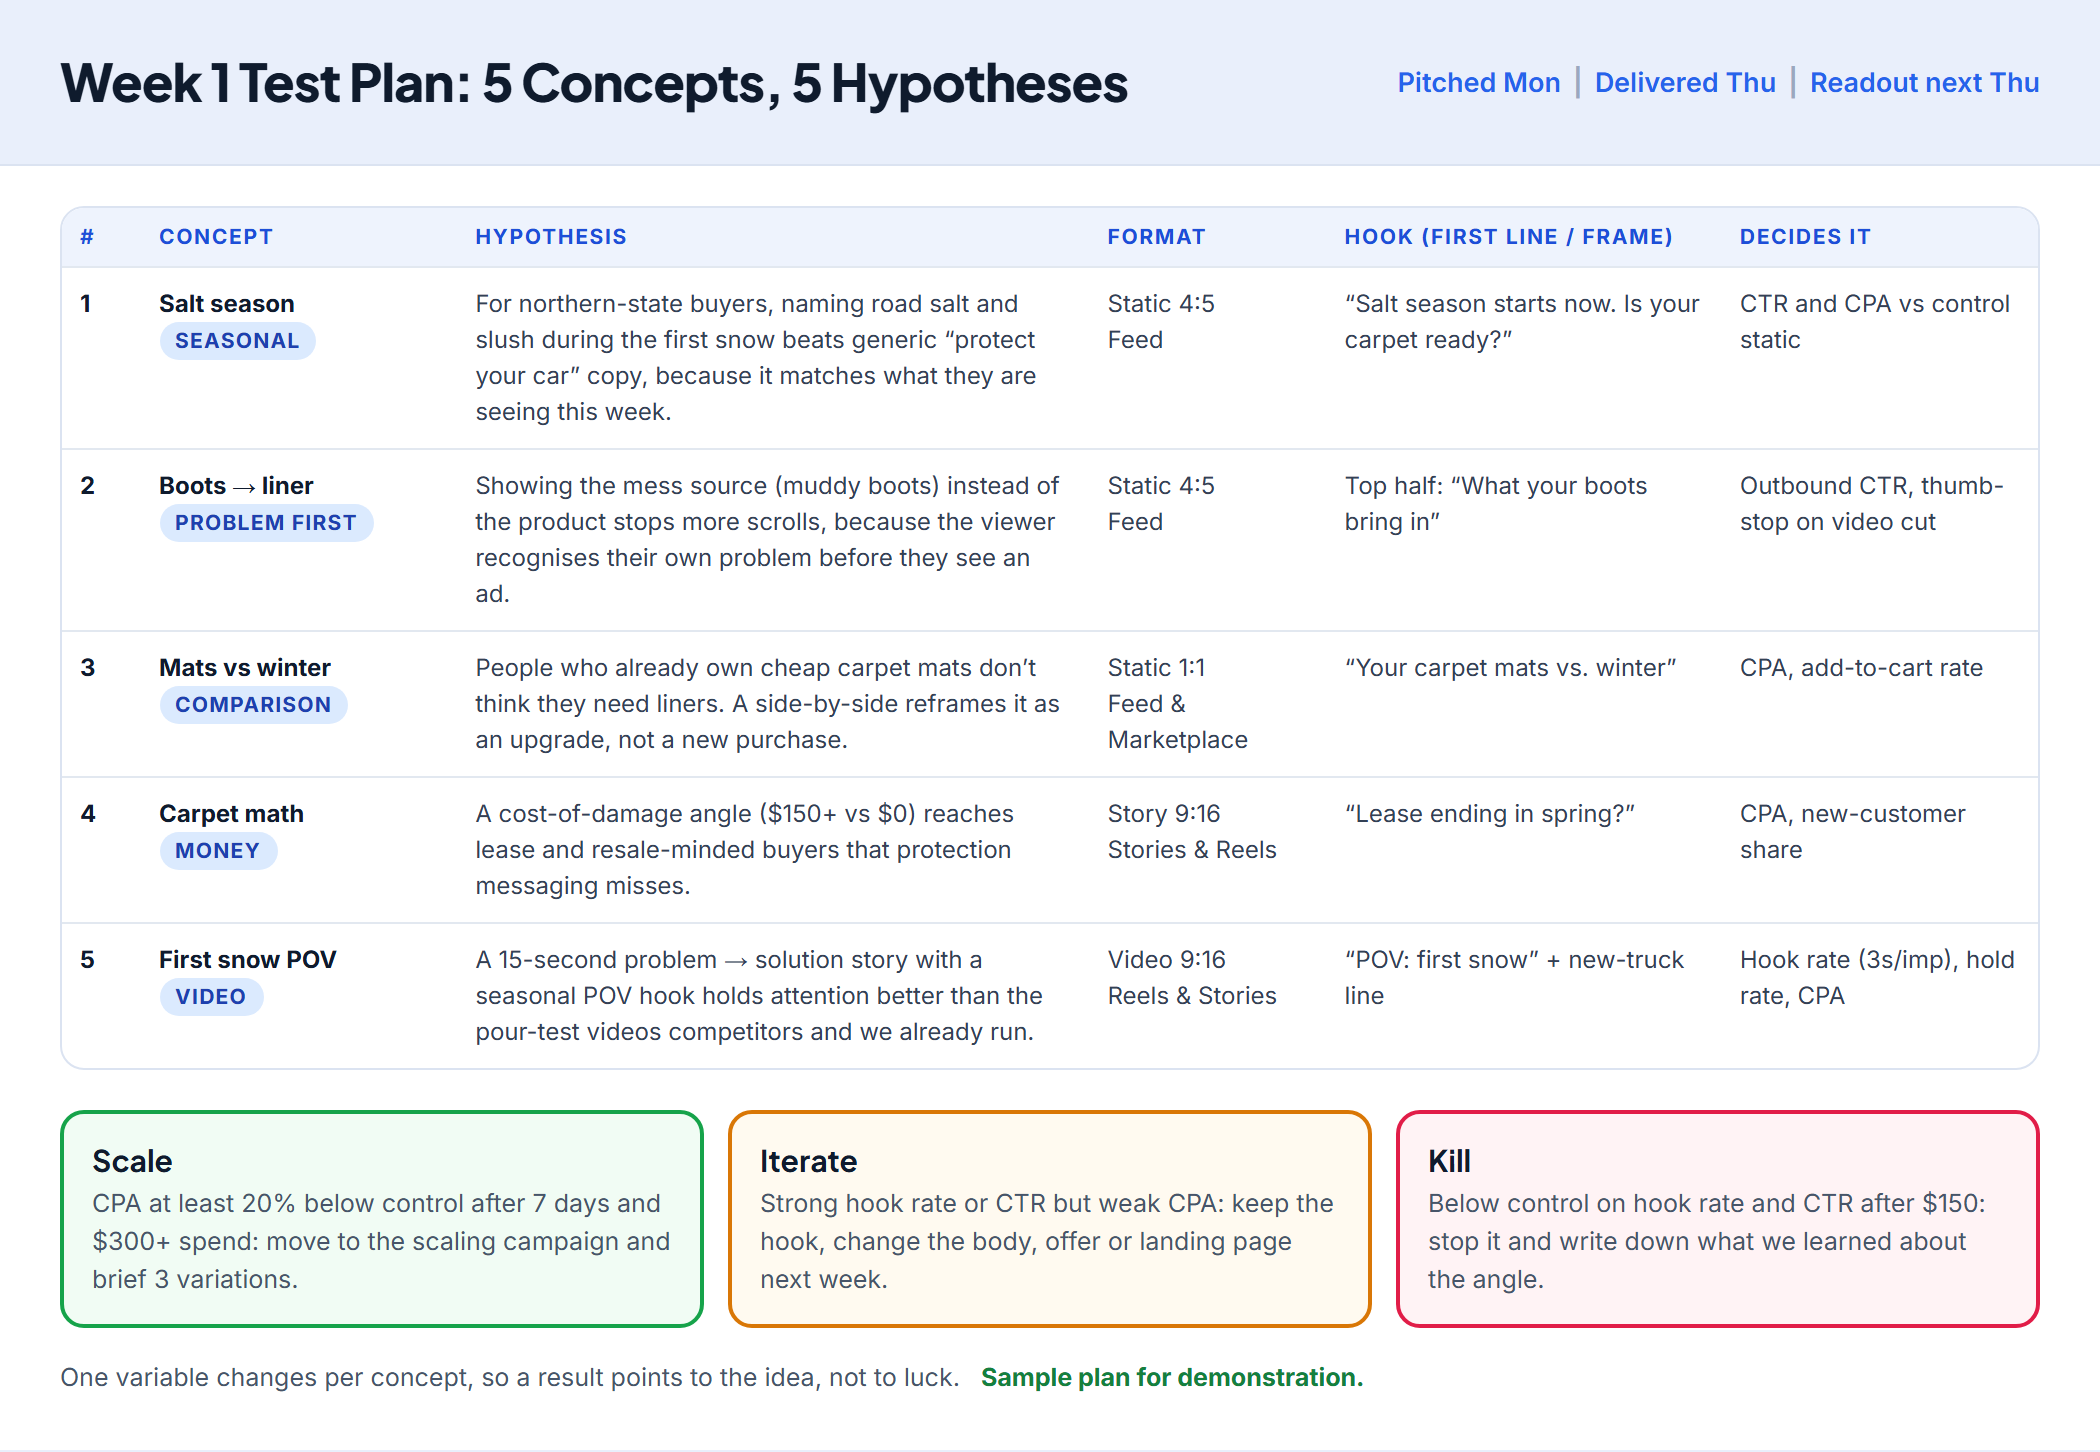 Week 1 Test Plan: 5 Concepts, 5 Hypotheses
Pitched Mon | Delivered Thu | Readout next Thu
# CONCEPT HYPOTHESIS FORMAT HOOK (FIRST LINE / FRAME) DECIDES IT
1
Salt season
SEASONAL
For northern-state buyers, naming road salt and
slush during the first snow beats generic “protect
your car” copy, because it matches what they are
seeing this week.
Static 4:5
Feed
“Salt season starts now. Is your
carpet ready?”
CTR and CPA vs control
static
2
Boots → liner
PROBLEM FIRST
Showing the mess source (muddy boots) instead of
the product stops more scrolls, because the viewer
recognises their own problem before they see an
ad.
Static 4:5
Feed
Top half: “What your boots
bring in”
Outbound CTR, thumb-
stop on video cut
3
Mats vs winter
COMPARISON
People who already own cheap carpet mats don’t
think they need liners. A side-by-side reframes it as
an upgrade, not a new purchase.
Static 1:1
Feed &
Marketplace
“Your carpet mats vs. winter”
CPA, add-to-cart rate
4
Carpet math
MONEY
A cost-of-damage angle ($150+ vs $0) reaches
lease and resale-minded buyers that protection
messaging misses.
Story 9:16
Stories & Reels
“Lease ending in spring?”
CPA, new-customer
share
5
First snow POV
VIDEO
A 15-second problem → solution story with a
seasonal POV hook holds attention better than the
pour-test videos competitors and we already run.
Video 9:16
Reels & Stories
“POV: first snow” + new-truck
line
Hook rate (3s/imp), hold
rate, CPA
Scale
CPA at least 20% below control after 7 days and
$300+ spend: move to the scaling campaign and
brief 3 variations.
Iterate
Strong hook rate or CTR but weak CPA: keep the
hook, change the body, offer or landing page
next week.
Kill
Below control on hook rate and CTR after $150:
stop it and write down what we learned about
the angle.
One variable changes per concept, so a result points to the idea, not to luck. Sample plan for demonstration.